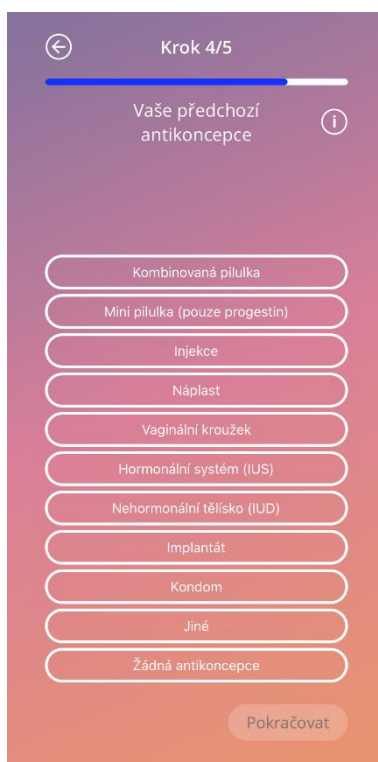 Krok 4/5
Vaše předchozí
antikoncepce
i
Kombinovaná pilulka
Mini pilulka (pouze progestin)
Injekce
Náplast
Vaginální kroužek
Hormonální systém (IUS)
Nehormonální tělísko (IUD)
Implantát
Kondom
Jiné
Žádná antikoncepce
Pokračovat